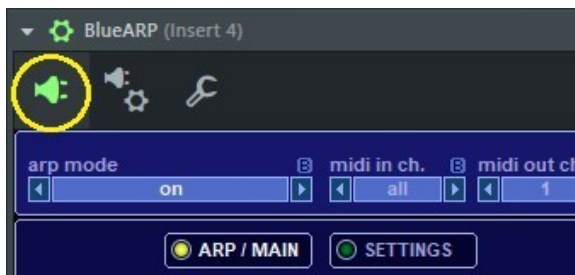 BlueARP (Insert 4)
arp mode B midi in ch. B midi out ch
on all 1
ARP / MAIN SETTINGS